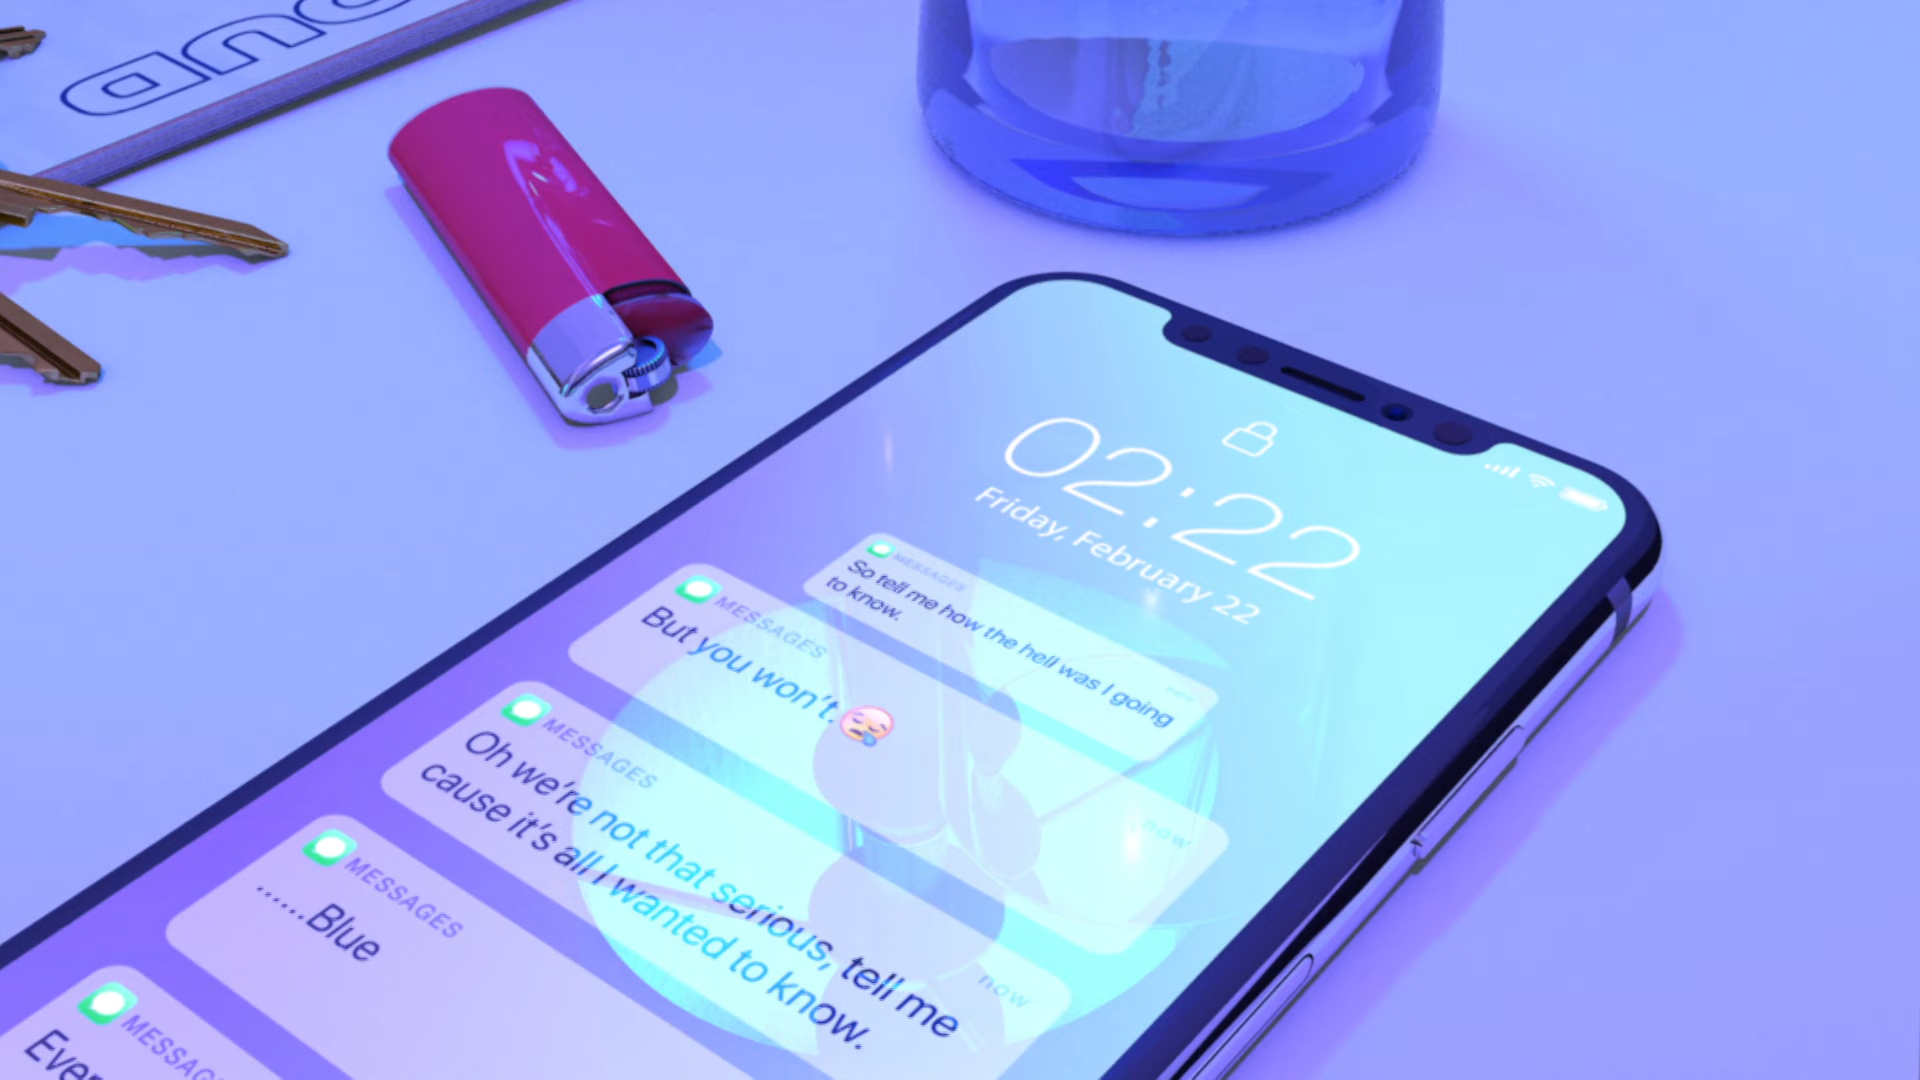 02:22
Friday, February 22
MESSAGES
So tell me how the hell was I going
to know.
MESSAGES
now
But you won't.
MESSAGES
now
Oh we're not that serious, tell me
cause it's all I wanted to know.
MESSAGES
......Blue